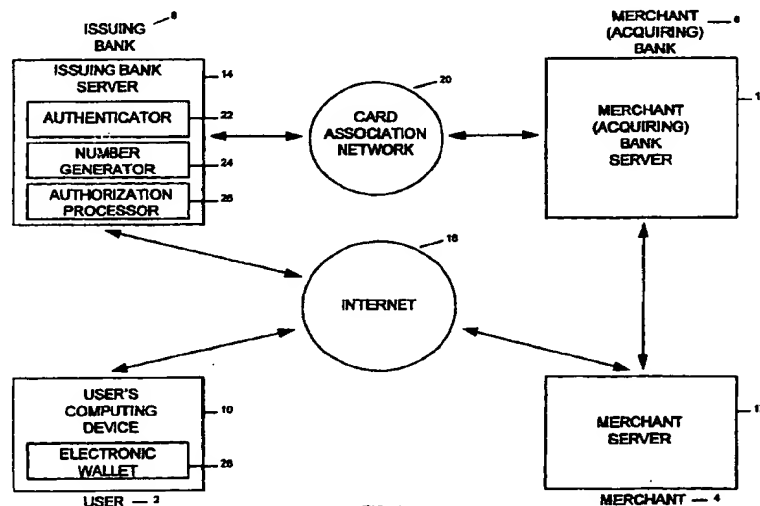 ISSUING
BANK
8
ISSUING BANK
SERVER
14
AUTHENTICATOR
22
NUMBER
GENERATOR
24
AUTHORIZATION
PROCESSOR
20
CARD
ASSOCIATION
NETWORK
MERCHANT
(ACQUIRING)
BANK
MERCHANT
(ACQUIRING)
BANK
SERVER
INTERNET
USER'S
COMPUTING
DEVICE
10
ELECTRONIC
WALLET
USER
2
MERCHANT
SERVER
MERCHANT
4